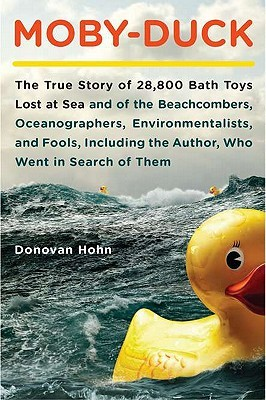 MOBY-DUCK
The True Story of 28,800 Bath Toys
Lost at Sea and of the Beachcombers,
Oceanographers, Environmentalists,
and Fools, Including the Author, Who
Went in Search of Them
Donovan Hohn